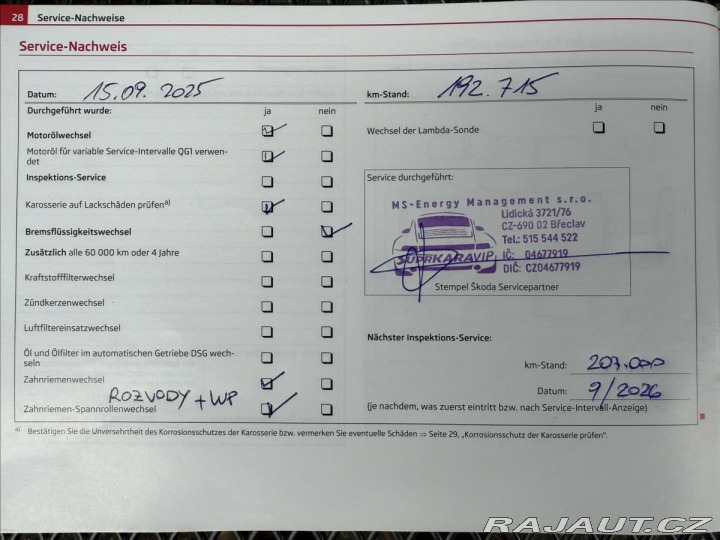 28 Service-Nachweise
Service-Nachweis
Datum: 15.09. 2025
km-Stand: 192.715
Durchgeführt wurde: ja nein
ja nein
Motorölwechsel
Wechsel der Lambda-Sonde
Motoröl für variable Service-Intervalle QG1 verwen-
det
Inspektions-Service
Service durchgeführt:
Karosserie auf Lackschäden prüfena)
Bremsflüssigkeitswechsel
Zusätzlich alle 60 000 km oder 4 Jahre
Kraftstofffilterwechsel
Zündkerzenwechsel
Luftfiltereinsatzwechsel
Öl und Ölfilter im automatischen Getriebe DSG wech-
seln
Zahnriemenwechsel
ROZVODY + WP
Zahnriemen-Spannrollenwechsel
MS-Energy Management s.r.o.
Lidická 3721/76
CZ-690 02 Břeclav
Tel.: 515 544 522
SUPRKARAVIP IČ: 04677919
DIČ: CZ04677919
Stempel Škoda Servicepartner
Nächster Inspektions-Service:
km-Stand: 207.000
Datum: 9/2026
(je nachdem, was zuerst eintritt bzw. nach Service-Intervall-Anzeige)
a) Bestätigen Sie die Unversehrtheit des Korrosionsschutzes der Karosserie bzw. vermerken Sie eventuelle Schäden ⇒ Seite 29, „Korrosionsschutz der Karosserie prüfen".
RAJAUT.CZ